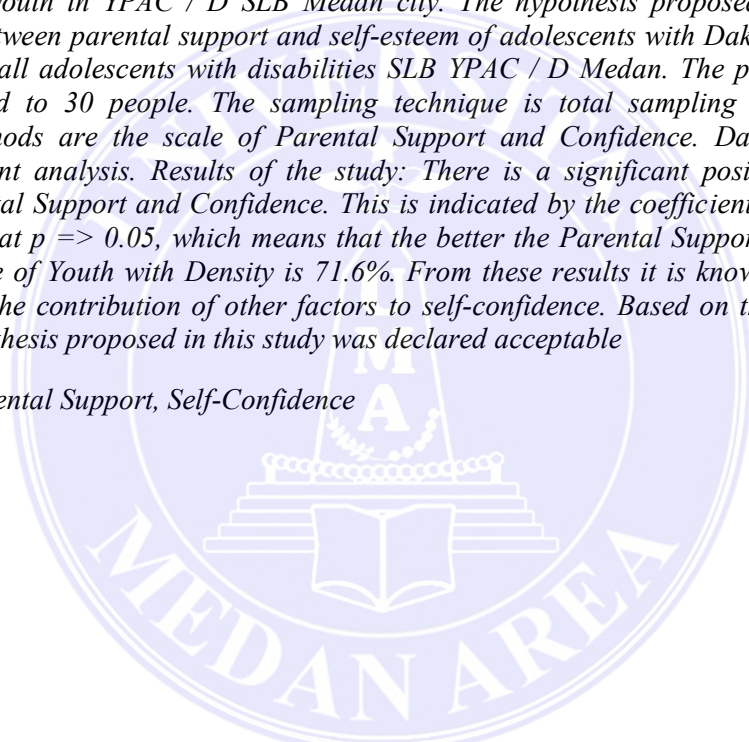 youth in YPAC / D SLB Medan city. The hypothesis proposed
between parental support and self-esteem of adolescents with Dak
all adolescents with disabilities SLB YPAC / D Medan. The p
d to 30 people. The sampling technique is total sampling
hods are the scale of Parental Support and Confidence. Da
nt analysis. Results of the study: There is a significant posi
tal Support and Confidence. This is indicated by the coefficient
at p => 0.05, which means that the better the Parental Suppor
e of Youth with Density is 71.6%. From these results it is know
he contribution of other factors to self-confidence. Based on th
thesis proposed in this study was declared acceptable
ental Support, Self-Confidence
UNIVERSITAS
I
M
A
MEDAN AREA